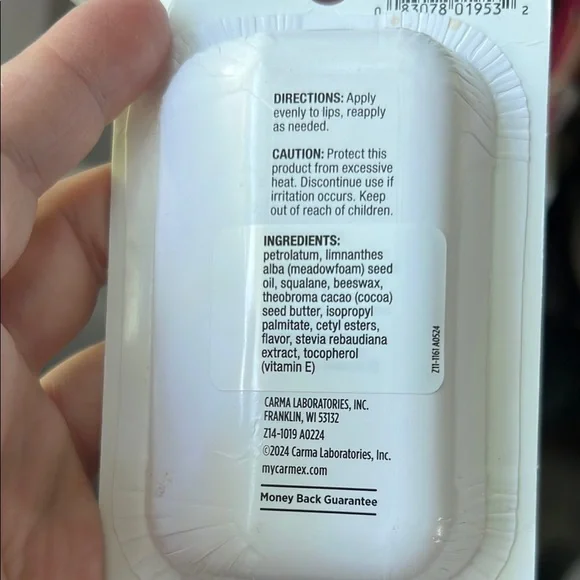 0 83078 01953 2
DIRECTIONS: Apply
evenly to lips, reapply
as needed.
CAUTION: Protect this
product from excessive
heat. Discontinue use if
irritation occurs. Keep
out of reach of children.
INGREDIENTS:
petrolatum, limnanthes
alba (meadowfoam) seed
oil, squalane, beeswax,
theobroma cacao (cocoa)
seed butter, isopropyl
palmitate, cetyl esters,
flavor, stevia rebaudiana
extract, tocopherol
(vitamin E)
Z11-1161 A0524
CARMA LABORATORIES, INC.
FRANKLIN, WI 53132
Z14-1019 A0224
©2024 Carma Laboratories, Inc.
mycarmex.com
Money Back Guarantee